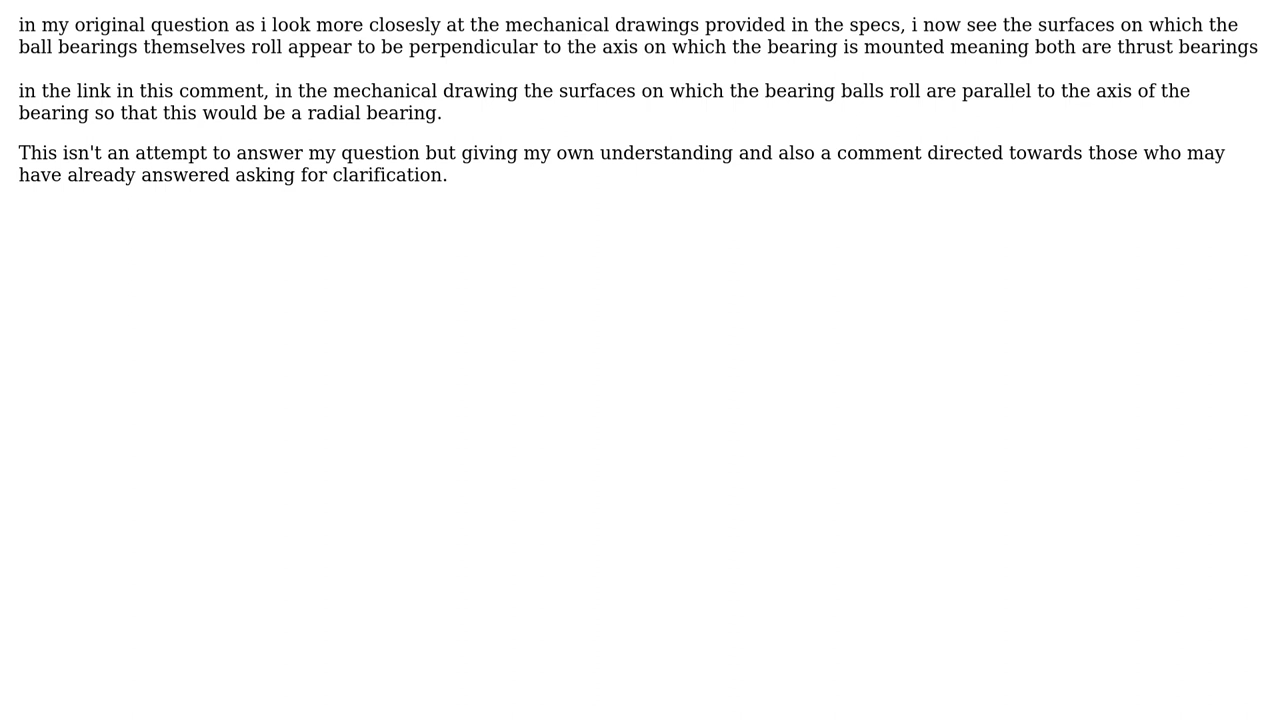 in my original question as i look more closesly at the mechanical drawings provided in the specs, i now see the surfaces on which the
ball bearings themselves roll appear to be perpendicular to the axis on which the bearing is mounted meaning both are thrust bearings
in the link in this comment, in the mechanical drawing the surfaces on which the bearing balls roll are parallel to the axis of the
bearing so that this would be a radial bearing.
This isn't an attempt to answer my question but giving my own understanding and also a comment directed towards those who may
have already answered asking for clarification.